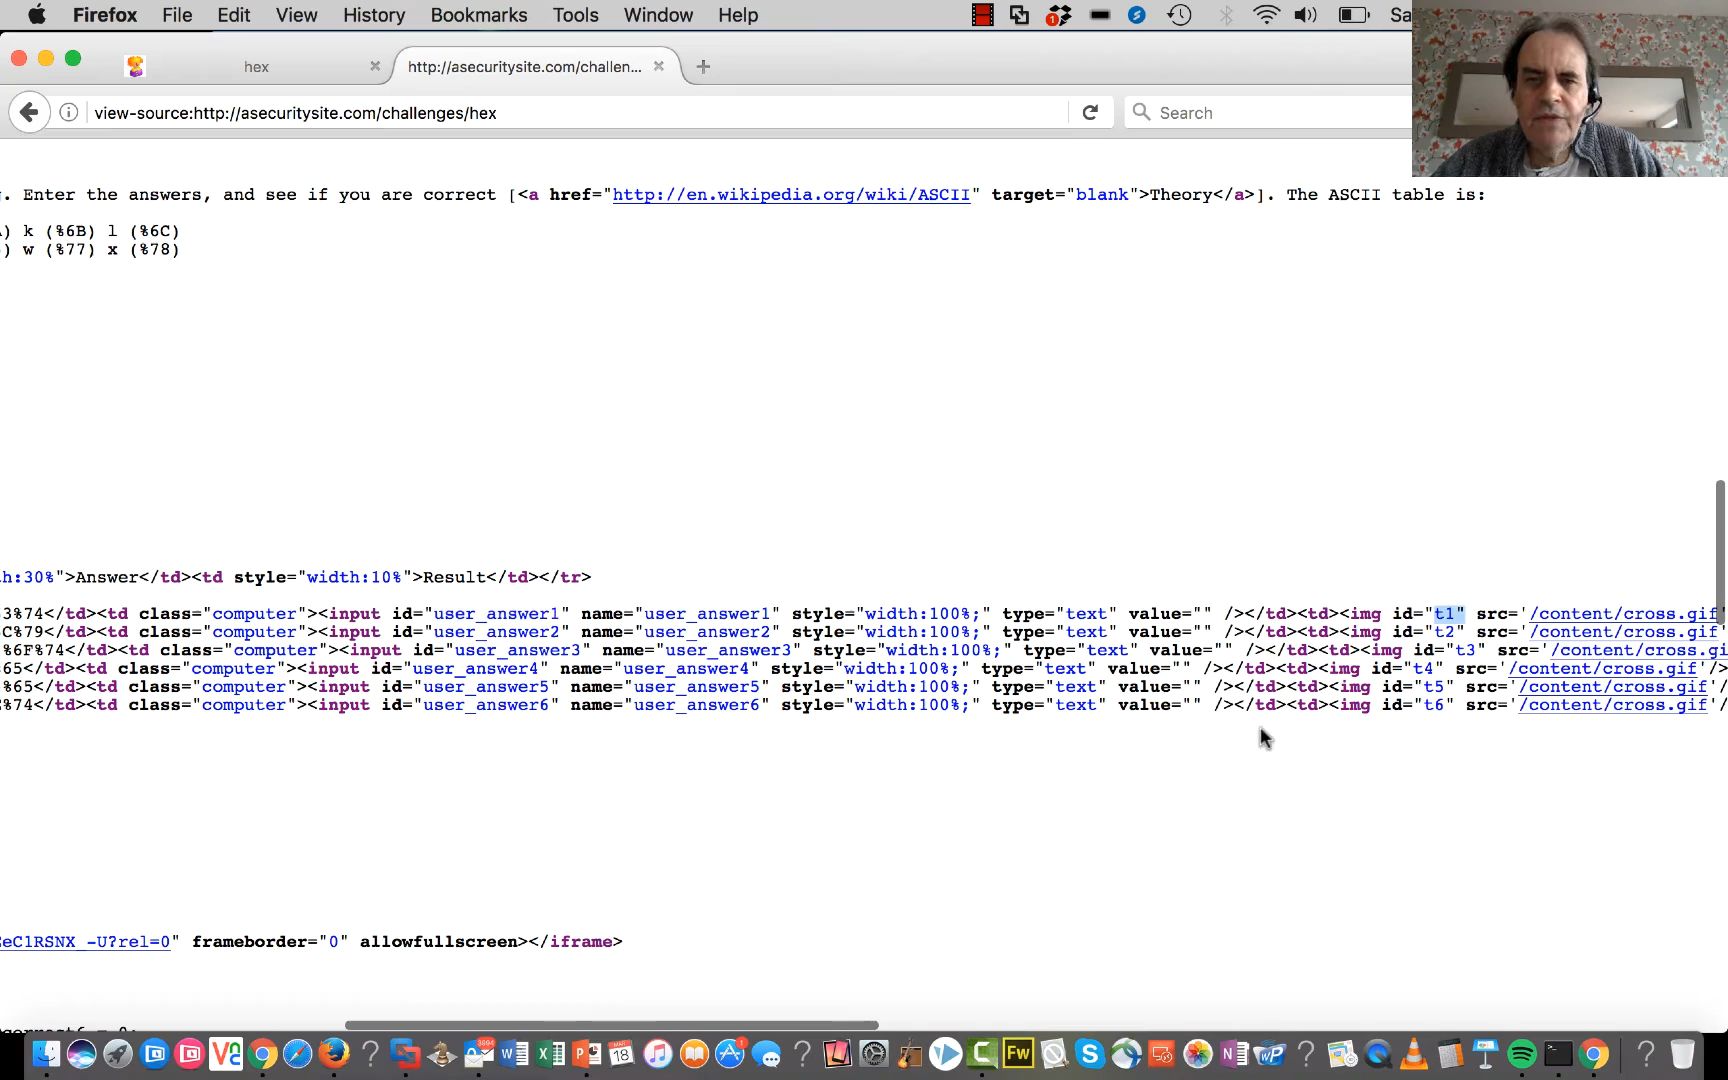 Firefox File Edit View History Bookmarks Tools Window Help Sa
hex http://asecuritysite.com/challen...
view-source:http://asecuritysite.com/challenges/hex Search
. Enter the answers, and see if you are correct [<a href="http://en.wikipedia.org/wiki/ASCII" target="blank">Theory</a>]. The ASCII table is:
) k (%6B) l (%6C)
) w (%77) x (%78)
h:30%">Answer</td><td style="width:10%">Result</td></tr>
3%74</td><td class="computer"><input id="user_answer1" name="user_answer1" style="width:100%;" type="text" value="" /></td><td><img id="t1" src='/content/cross.gif'
C%79</td><td class="computer"><input id="user_answer2" name="user_answer2" style="width:100%;" type="text" value="" /></td><td><img id="t2" src='/content/cross.gif'
%6F%74</td><td class="computer"><input id="user_answer3" name="user_answer3" style="width:100%;" type="text" value="" /></td><td><img id="t3" src='/content/cross.gi
65</td><td class="computer"><input id="user_answer4" name="user_answer4" style="width:100%;" type="text" value="" /></td><td><img id="t4" src='/content/cross.gif'/>
%65</td><td class="computer"><input id="user_answer5" name="user_answer5" style="width:100%;" type="text" value="" /></td><td><img id="t5" src='/content/cross.gif'/
%74</td><td class="computer"><input id="user_answer6" name="user_answer6" style="width:100%;" type="text" value="" /></td><td><img id="t6" src='/content/cross.gif'/
eC1RSNX_-U?rel=0" frameborder="0" allowfullscreen></iframe>